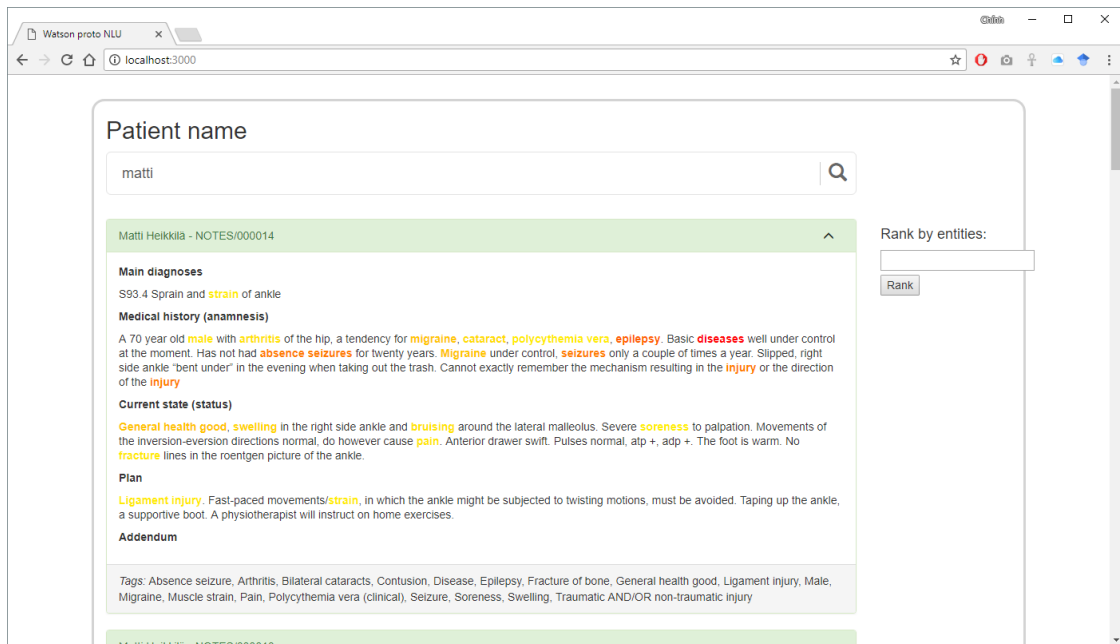 Chinh
Watson proto NLU
localhost:3000
Patient name
matti
Matti Heikkilä - NOTES/000014
Rank by entities:
Rank
Main diagnoses
S93.4 Sprain and strain of ankle
Medical history (anamnesis)
A 70 year old male with arthritis of the hip, a tendency for migraine, cataract, polycythemia vera, epilepsy. Basic diseases well under control
at the moment. Has not had absence seizures for twenty years. Migraine under control, seizures only a couple of times a year. Slipped, right
side ankle “bent under” in the evening when taking out the trash. Cannot exactly remember the mechanism resulting in the injury or the direction
of the injury
Current state (status)
General health good, swelling in the right side ankle and bruising around the lateral malleolus. Severe soreness to palpation. Movements of
the inversion-eversion directions normal, do however cause pain. Anterior drawer swift. Pulses normal, atp +, adp +. The foot is warm. No
fracture lines in the roentgen picture of the ankle.
Plan
Ligament injury. Fast-paced movements/strain, in which the ankle might be subjected to twisting motions, must be avoided. Taping up the ankle,
a supportive boot. A physiotherapist will instruct on home exercises.
Addendum
Tags: Absence seizure, Arthritis, Bilateral cataracts, Contusion, Disease, Epilepsy, Fracture of bone, General health good, Ligament injury, Male,
Migraine, Muscle strain, Pain, Polycythemia vera (clinical), Seizure, Soreness, Swelling, Traumatic AND/OR non-traumatic injury